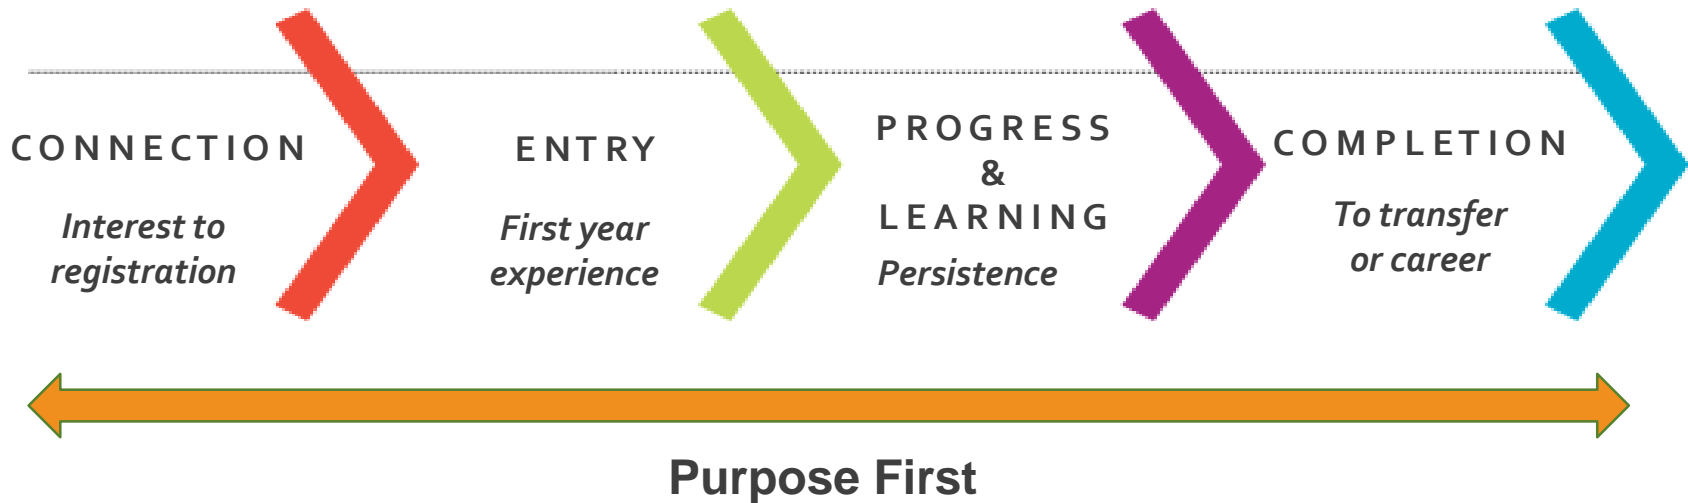 CONNECTION
Interest to
registration
ENTRY
First year
experience
PROGRESS
&
LEARNING
Persistence
COMPLETION
To transfer
or career
Purpose First